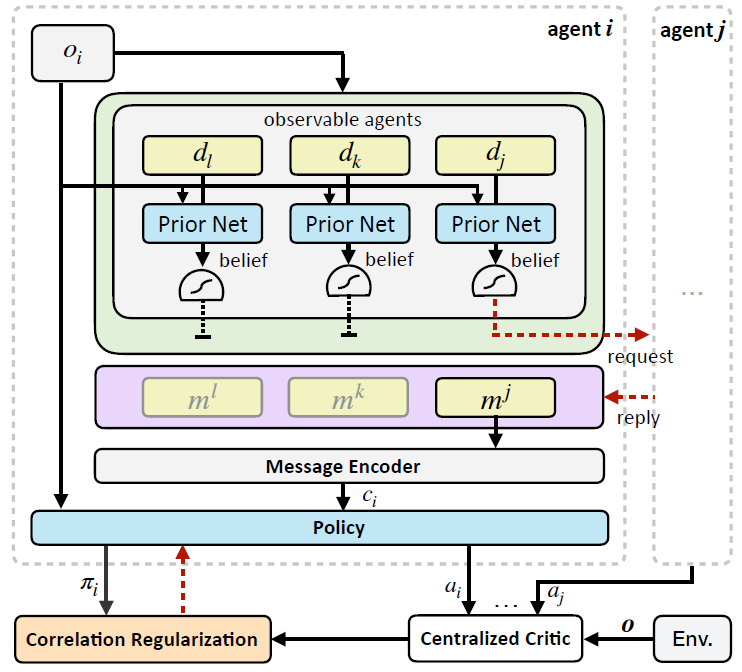 agent i
agent j
o_i
observable agents
d_l
d_k
d_j
Prior Net
Prior Net
Prior Net
belief
belief
belief
...
request
m^l
m^k
m^j
reply
Message Encoder
c_i
Policy
π_i
a_i
...
a_j
Correlation Regularization
Centralized Critic
o
Env.